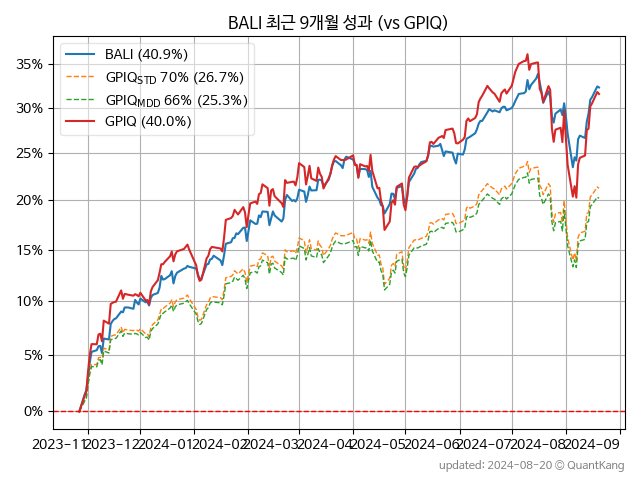 BALI 최근 9개월 성과 (vs GPIQ)
BALI (40.9%)
GPIQSTD 70% (26.7%)
GPIQMDD 66% (25.3%)
GPIQ (40.0%)
35%
30%
25%
20%
15%
10%
5%
0%
2023-11 2023-12 2024-01 2024-02 2024-03 2024-04 2024-05 2024-06 2024-07 2024-08 2024-09
updated: 2024-08-20 © QuantKang